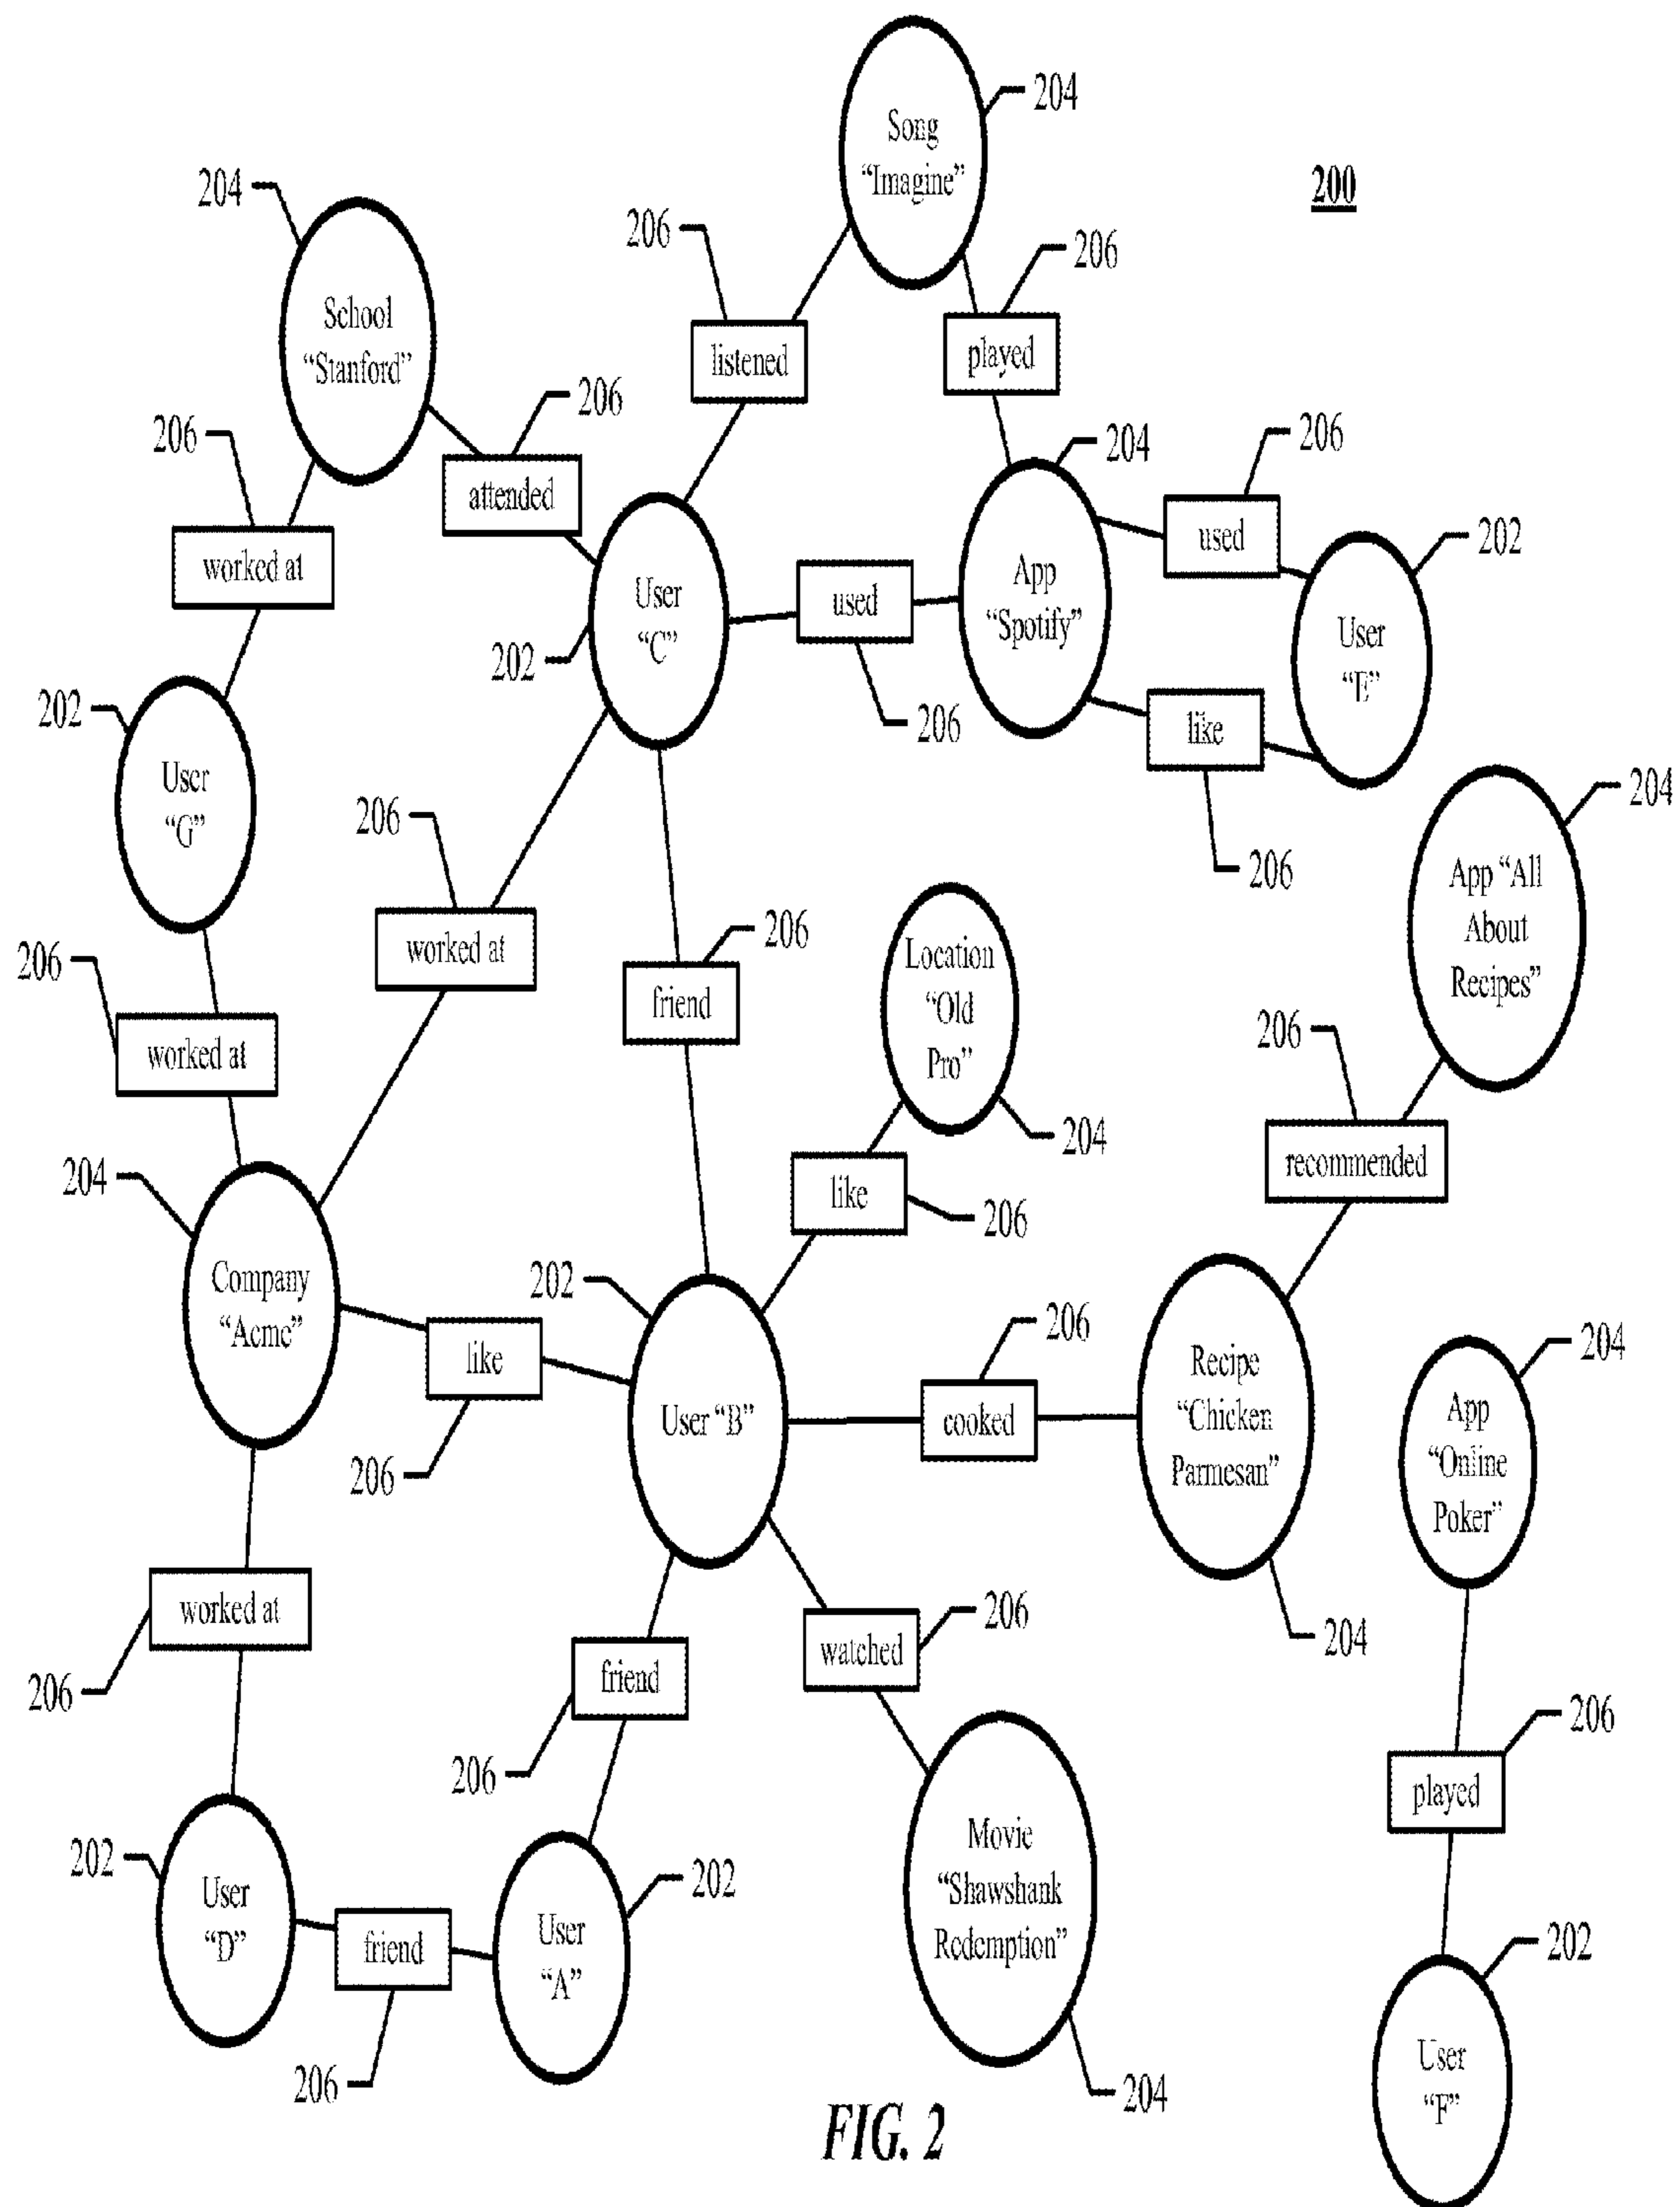 204
Song
“Imagine”
200
204
School
“Stanford”
206
206
listened
played
206
206
attended
204
206
used
202
worked at
User
“C”
used
App
“Spotify”
User
“E”
202
202
206
like
User
“G”
206
204
206
206
App “All
About
Recipes”
worked at
206
friend
Location
“Old
Pro”
206
worked at
206
204
recommended
204
like
206
Company
“Acme”
202
like
User “B”
206
cooked
Recipe
“Chicken
Parmesan”
204
App
“Online
Poker”
206
worked at
206
friend
watched
206
204
206
206
played
202
User
“D”
friend
User
“A”
202
Movie
“Shawshank
Redemption”
202
206
204
User
“F”
FIG. 2